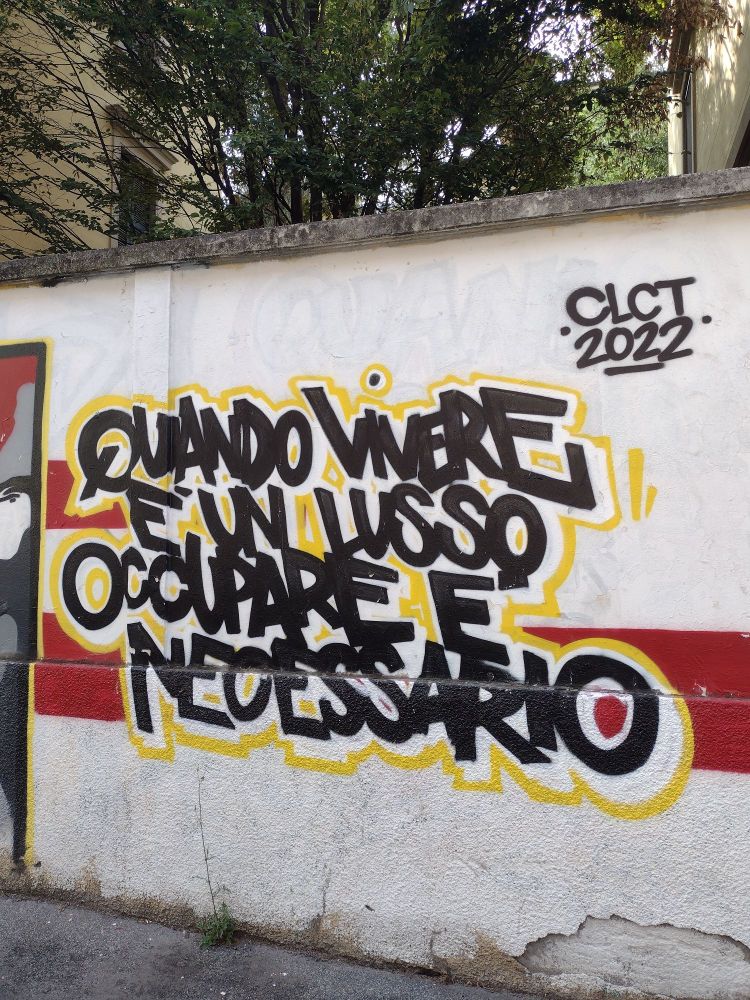 CLCT
2022
QUANDO VIVERE
E UN LUSSO
OCCUPARE E
NECESSARIO